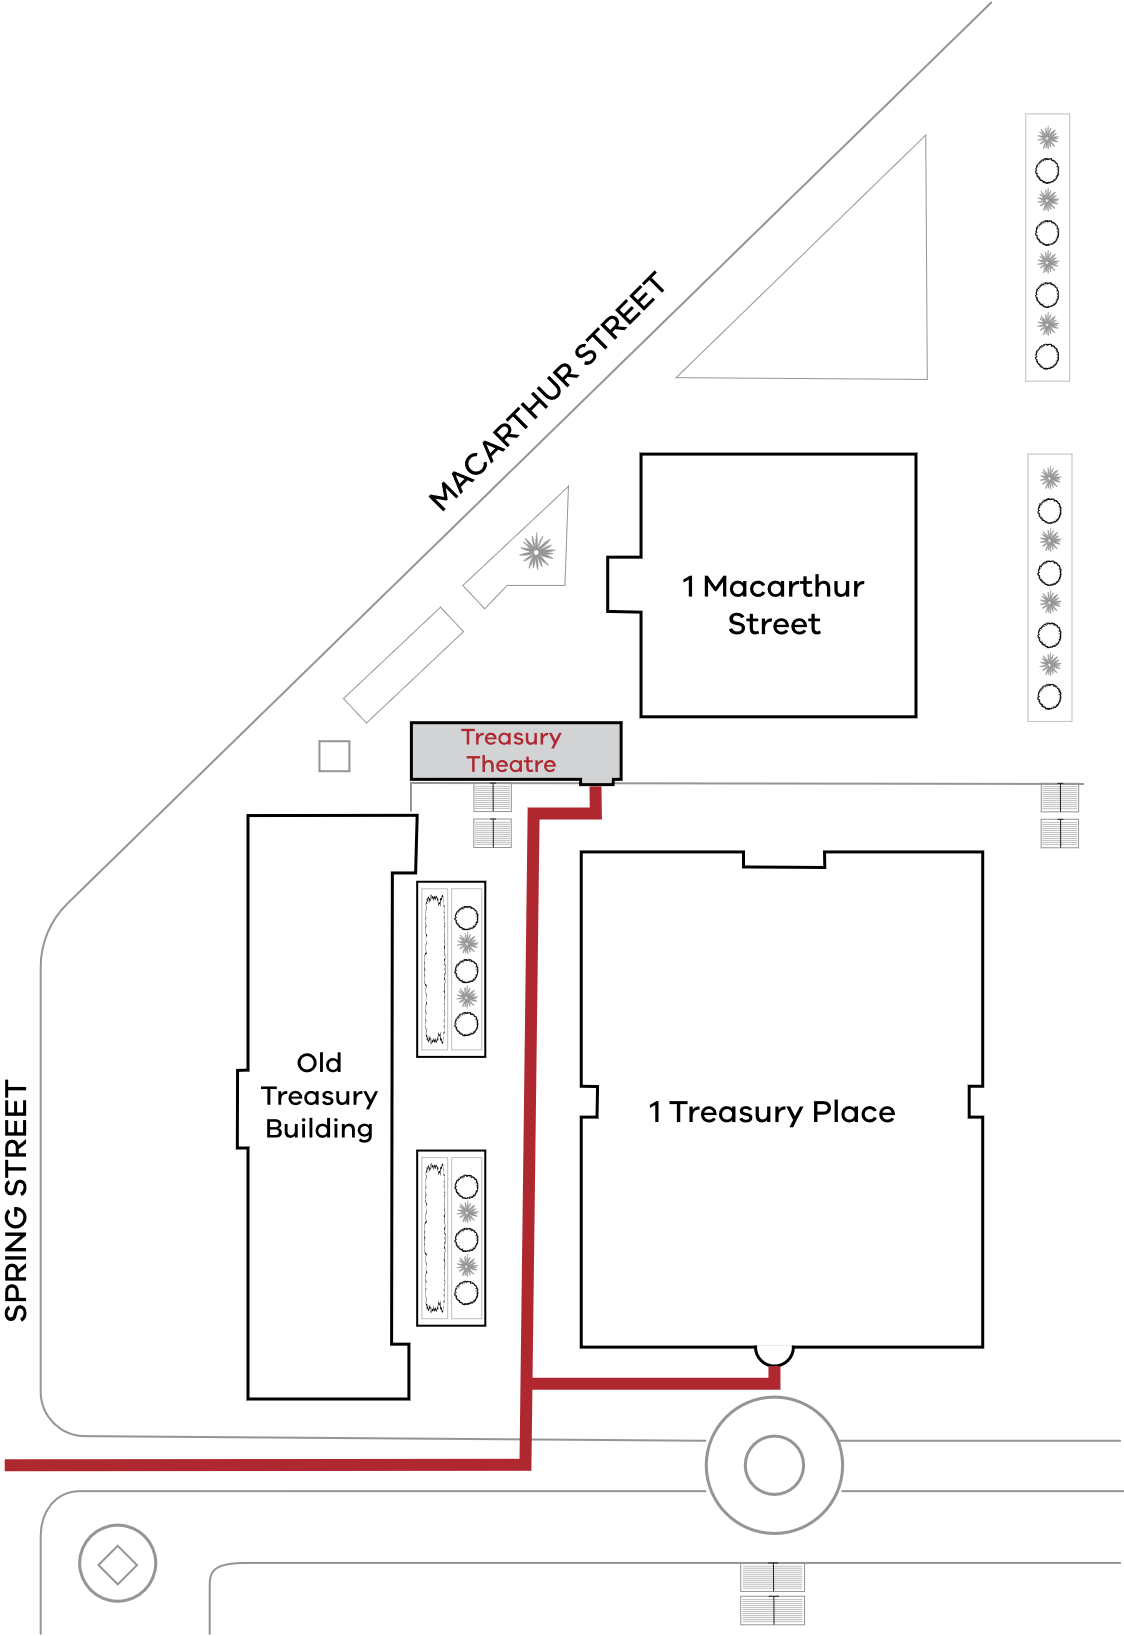 MACARTHUR STREET
1 Macarthur
Street
Treasury
Theatre
Old
Treasury
Building
1 Treasury Place
SPRING STREET